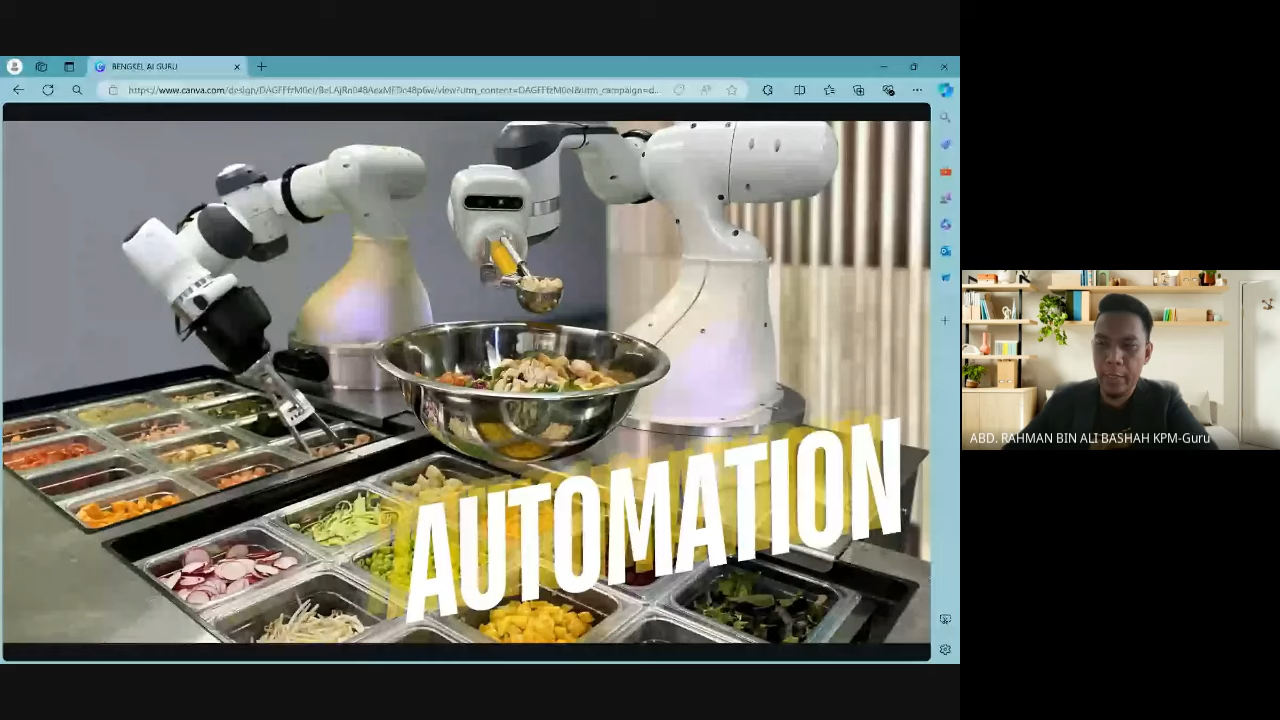 BENGKEL AI GURU
AUTOMATION
ABD. RAHMAN BIN ALI BASHAH KPM-Guru